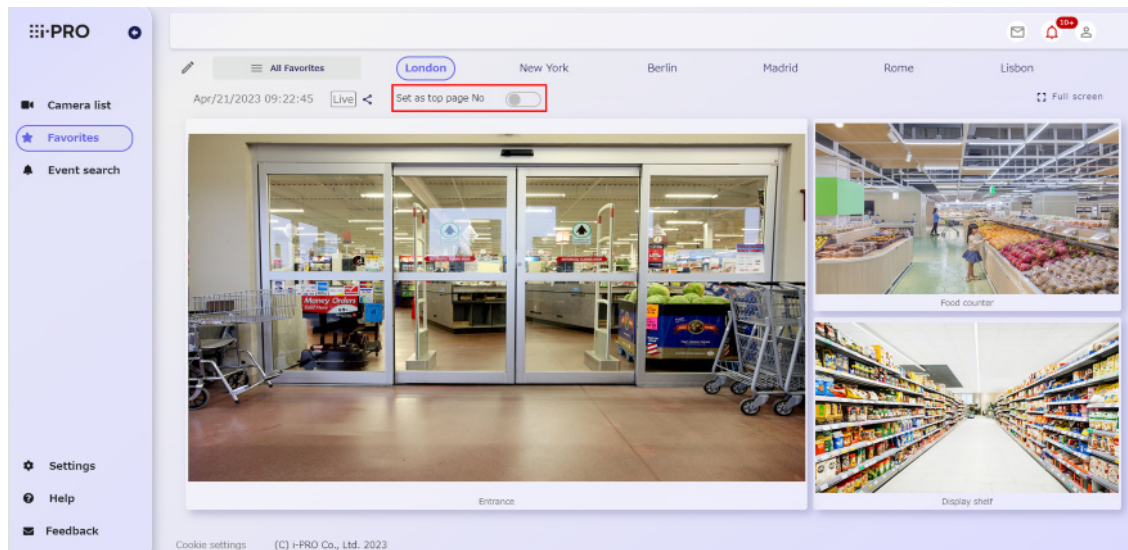 i-PRO
10+
All Favorites
London
New York
Berlin
Madrid
Rome
Lisbon
Apr/21/2023 09:22:45
Live
Set as top page No
Full screen
Camera list
Favorites
Event search
Money Orders
Entrance
Food counter
Display shelf
Settings
Help
Feedback
Cookie settings
(C) i-PRO Co., Ltd. 2023